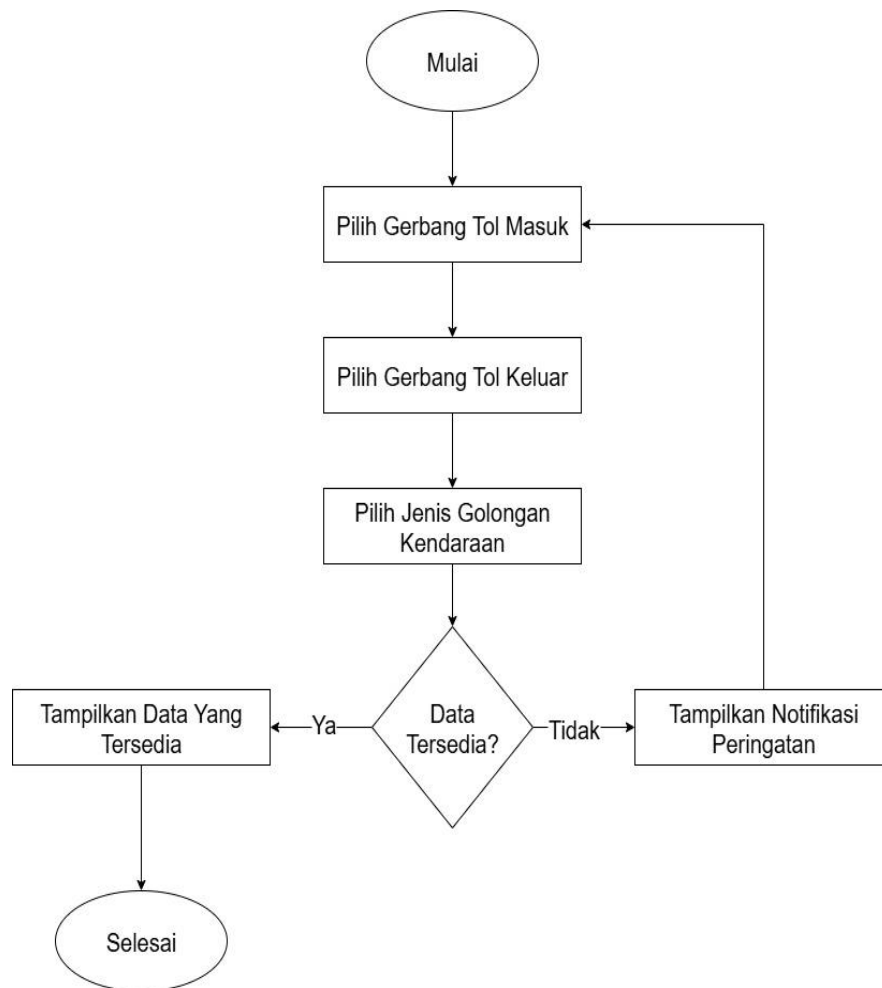 Mulai
Pilih Gerbang Tol Masuk
Pilih Gerbang Tol Keluar
Pilih Jenis Golongan
Kendaraan
Tampilkan Data Yang
Tersedia
Ya
Data
Tersedia?
Tidak
Tampilkan Notifikasi
Peringatan
Selesai